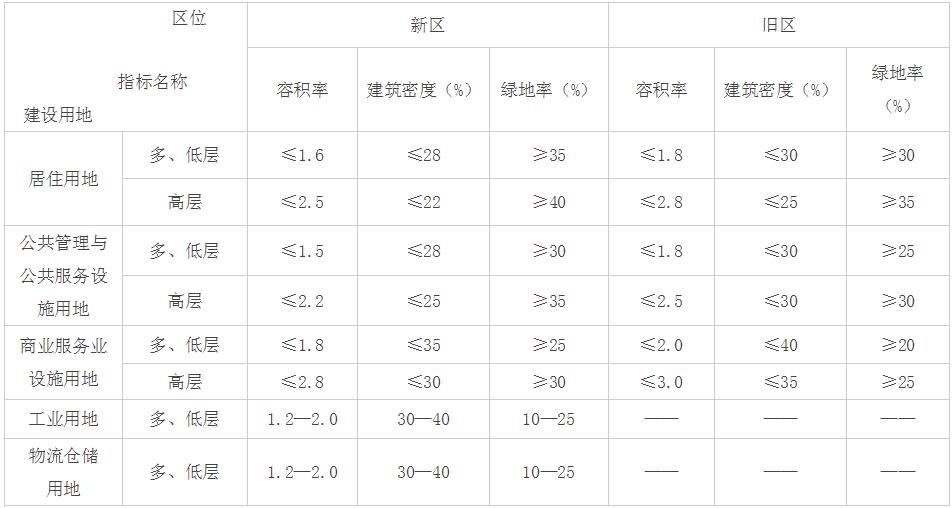 区位
指标名称
建设用地
新区
旧区
容积率
建筑密度（%）
绿地率（%）
容积率
建筑密度（%）
绿地率
（%）
居住用地
多、低层
≤1.6
≤28
≥35
≤1.8
≤30
≥30
高层
≤2.5
≤22
≥40
≤2.8
≤25
≥35
公共管理与
公共服务设
施用地
多、低层
≤1.5
≤28
≥30
≤1.8
≤30
≥25
高层
≤2.2
≤25
≥35
≤2.5
≤30
≥30
商业服务业
设施用地
多、低层
≤1.8
≤35
≥25
≤2.0
≤40
≥20
高层
≤2.8
≤30
≥30
≤3.0
≤35
≥25
工业用地
多、低层
1.2—2.0
30—40
10—25
——
——
——
物流仓储
用地
多、低层
1.2—2.0
30—40
10—25
——
——
——